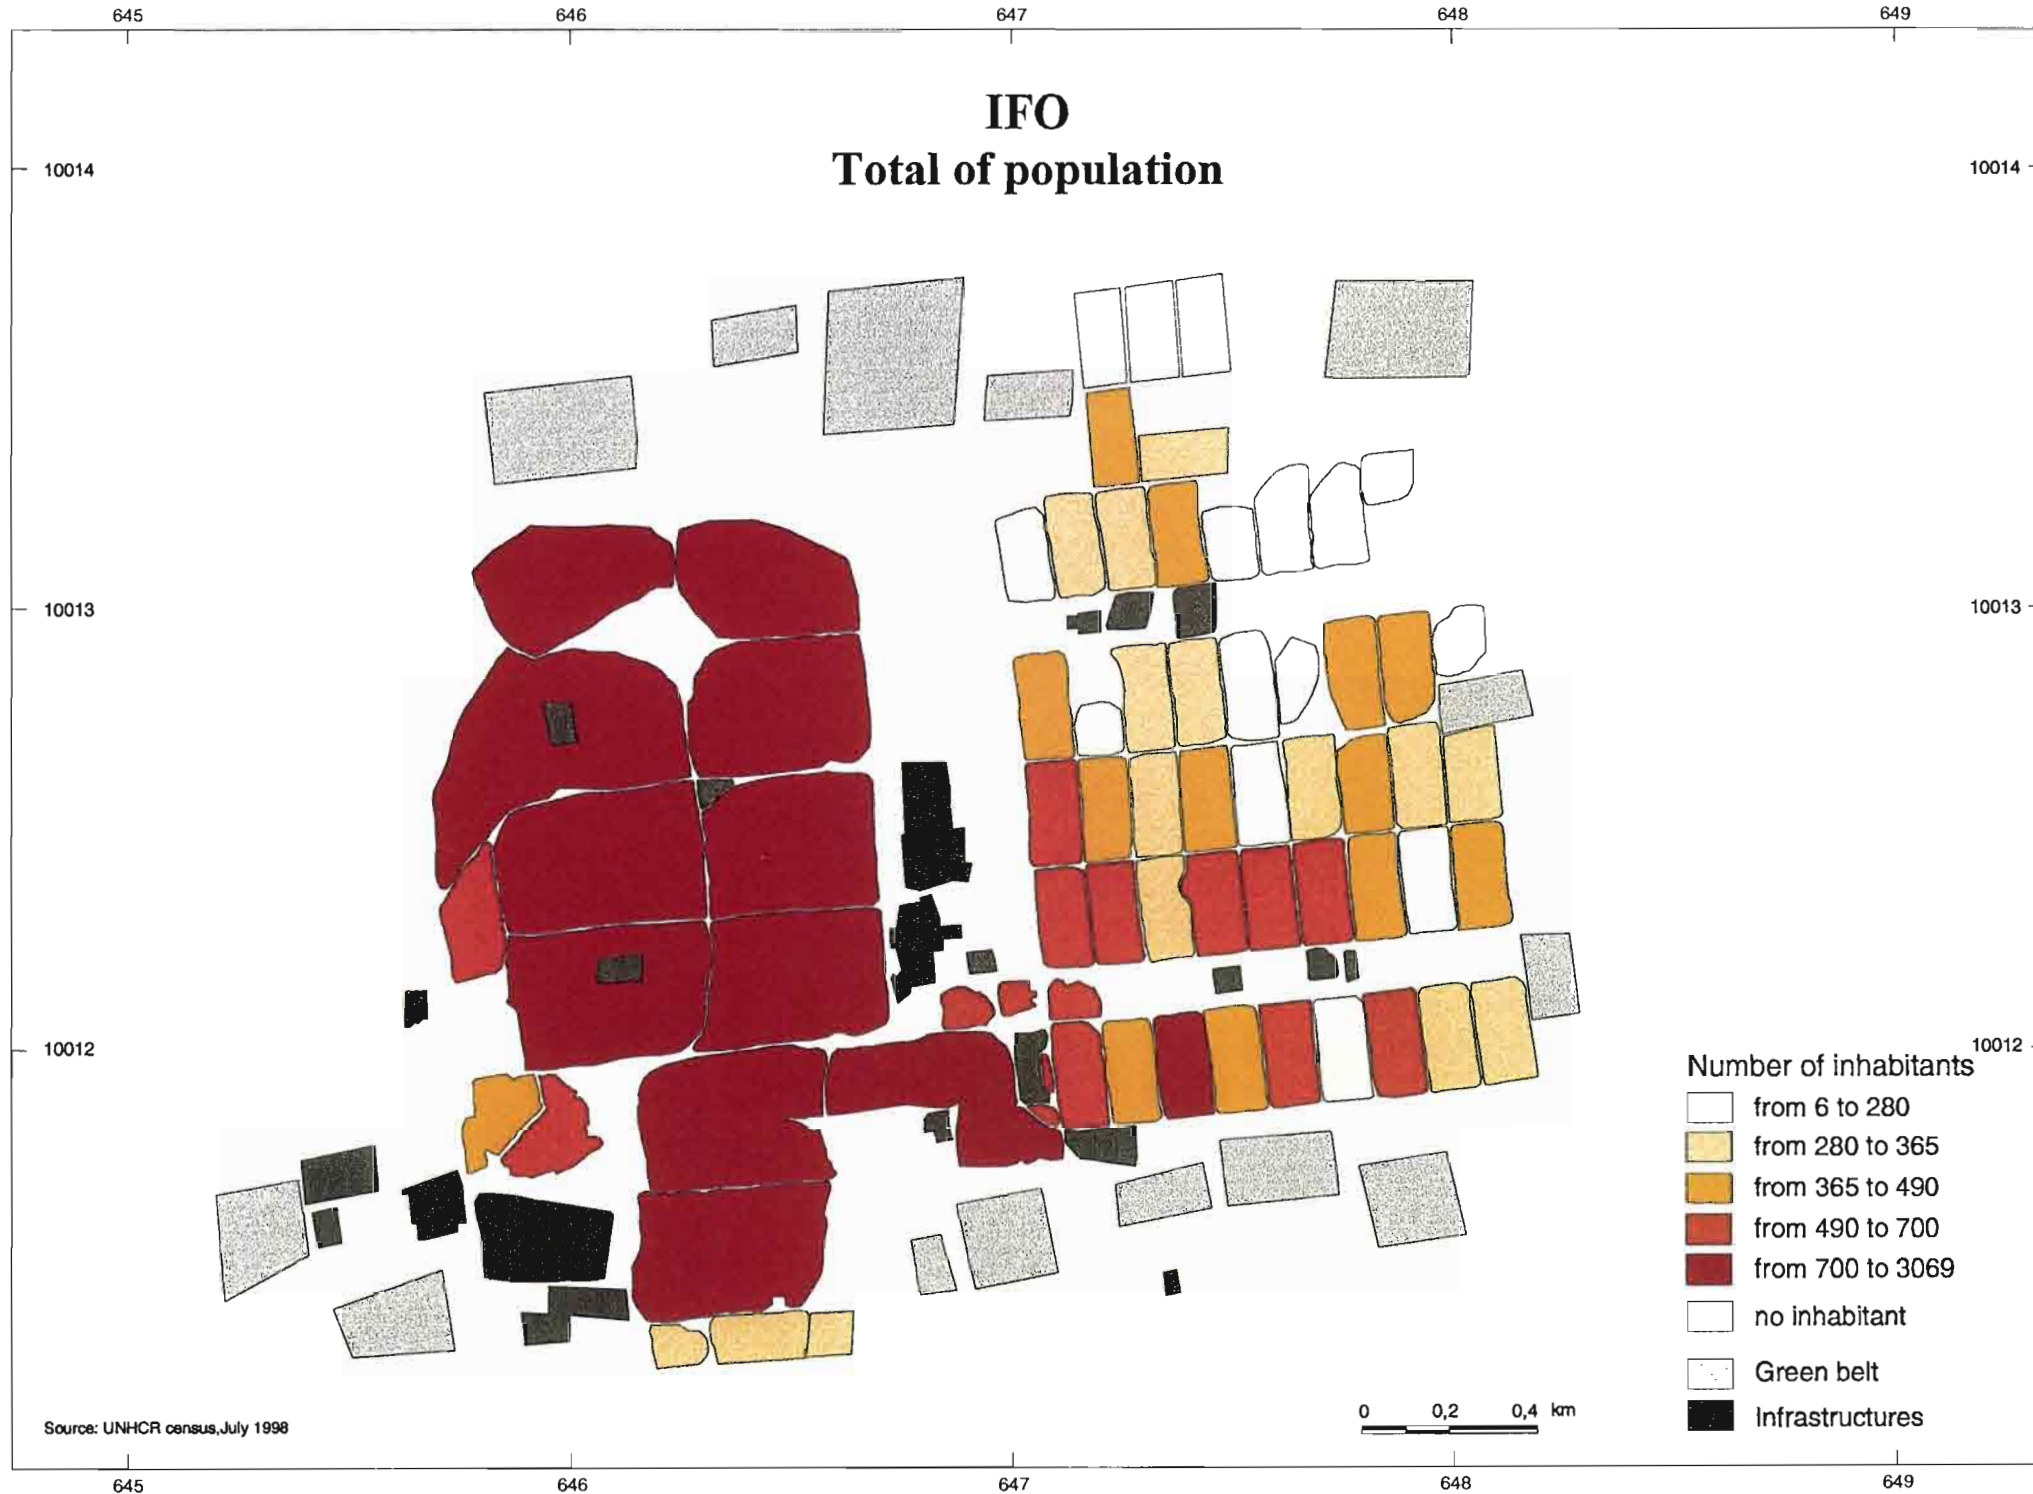 645 646 647 648 649
IFO
Total of population
10014 10014
10013 10013
10012 10012
Number of inhabitants
from 6 to 280
from 280 to 365
from 365 to 490
from 490 to 700
from 700 to 3069
no inhabitant
Green belt
Infrastructures
0 0,2 0,4 km
Source: UNHCR census,July 1998
645 646 647 648 649